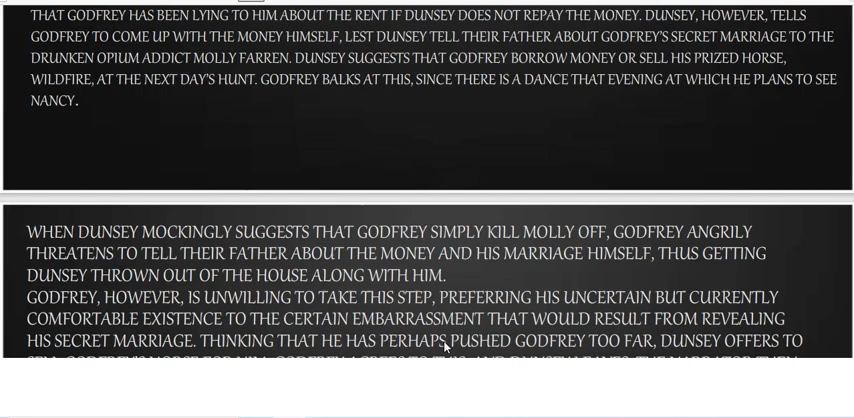 THAT GODFREY HAS BEEN LYING TO HIM ABOUT THE RENT IF DUNSEY DOES NOT REPAY THE MONEY. DUNSEY, HOWEVER, TELLS
GODFREY TO COME UP WITH THE MONEY HIMSELF, LEST DUNSEY TELL THEIR FATHER ABOUT GODFREY'S SECRET MARRIAGE TO THE
DRUNKEN OPIUM ADDICT MOLLY FARREN. DUNSEY SUGGESTS THAT GODFREY BORROW MONEY OR SELL HIS PRIZED HORSE,
WILDFIRE, AT THE NEXT DAY'S HUNT. GODFREY BALKS AT THIS, SINCE THERE IS A DANCE THAT EVENING AT WHICH HE PLANS TO SEE
NANCY.
WHEN DUNSEY MOCKINGLY SUGGESTS THAT GODFREY SIMPLY KILL MOLLY OFF, GODFREY ANGRILY
THREATENS TO TELL THEIR FATHER ABOUT THE MONEY AND HIS MARRIAGE HIMSELF, THUS GETTING
DUNSEY THROWN OUT OF THE HOUSE ALONG WITH HIM.
GODFREY, HOWEVER, IS UNWILLING TO TAKE THIS STEP, PREFERRING HIS UNCERTAIN BUT CURRENTLY
COMFORTABLE EXISTENCE TO THE CERTAIN EMBARRASSMENT THAT WOULD RESULT FROM REVEALING
HIS SECRET MARRIAGE. THINKING THAT HE HAS PERHAPS PUSHED GODFREY TOO FAR, DUNSEY OFFERS TO